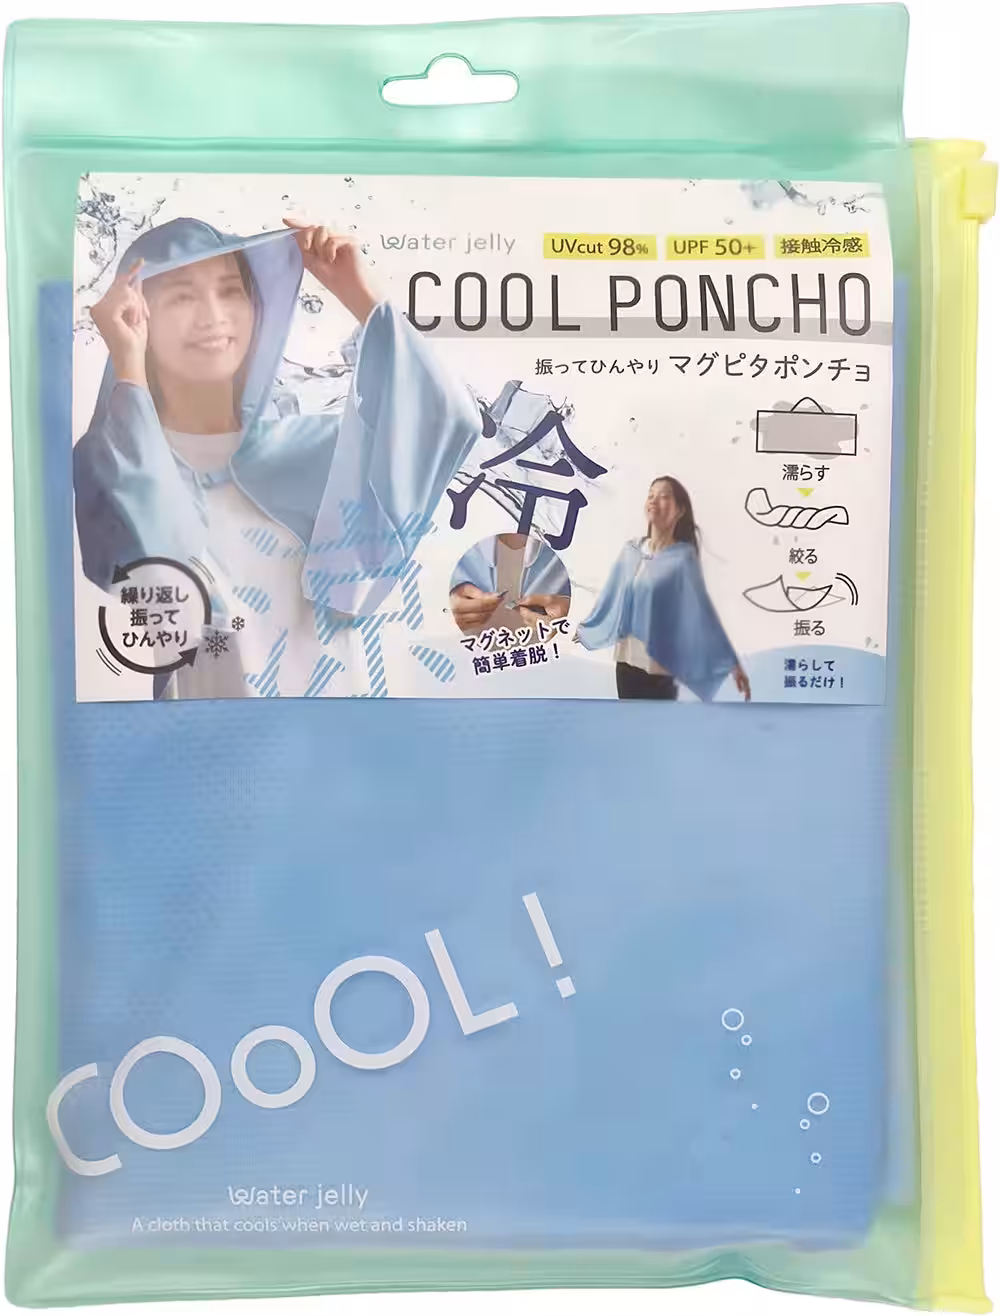 Water jelly
UVcut 98%
UPF 50+
接触冷感
COOL PONCHO
振ってひんやり マグピタポンチョ
冷
涼
濡らす
絞る
振る
繰り返し
振って
ひんやり
マグネットで
簡単着脱！
濡らして
振るだけ！
COoOL!
Water jelly
A cloth that cools when wet and shaken